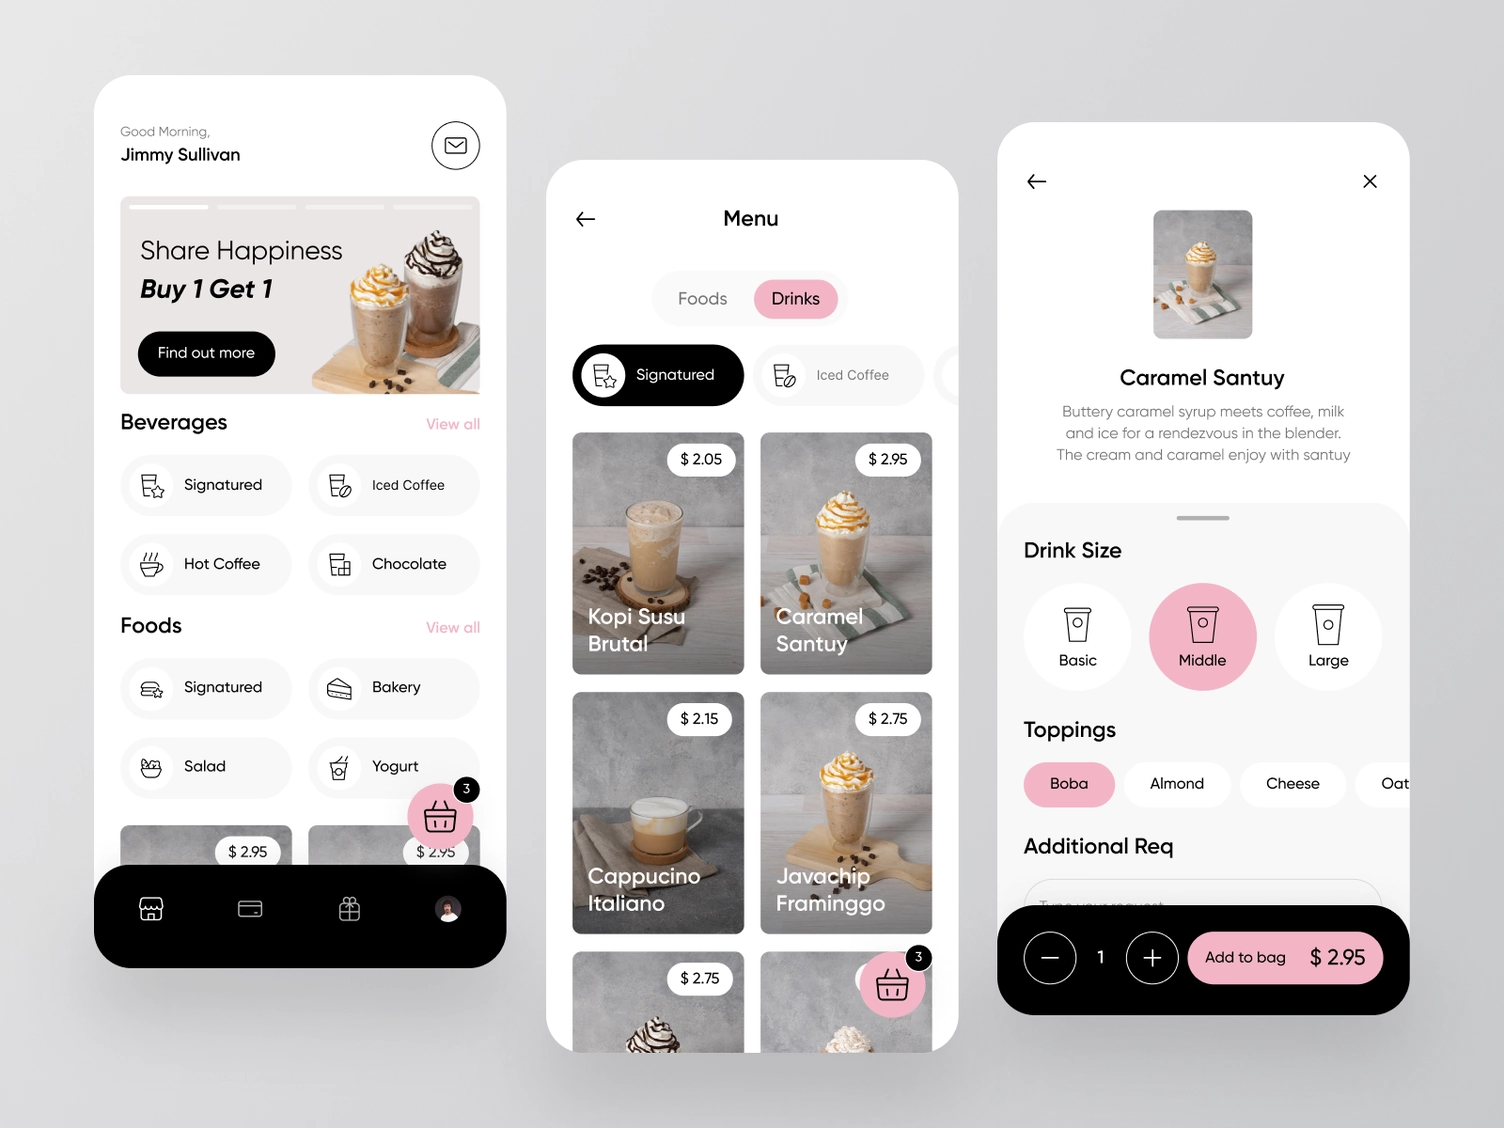 Good Morning,
Jimmy Sullivan
Share Happiness
Buy 1 Get 1
Find out more
Beverages
View all
Signatured
Iced Coffee
Hot Coffee
Chocolate
Foods
View all
Signatured
Bakery
Salad
Yogurt
3
$ 2.95
$ 2.95
Menu
Foods
Drinks
Signatured
Iced Coffee
$ 2.05
Kopi Susu
Brutal
$ 2.95
Caramel
Santuy
$ 2.15
Cappucino
Italiano
$ 2.75
Javachip
Framinggo
$ 2.75
3
Caramel Santuy
Buttery caramel syrup meets coffee, milk
and ice for a rendezvous in the blender.
The cream and caramel enjoy with santuy
Drink Size
Basic
Middle
Large
Toppings
Boba
Almond
Cheese
Oat
Additional Req
Type your request
1
Add to bag
$ 2.95